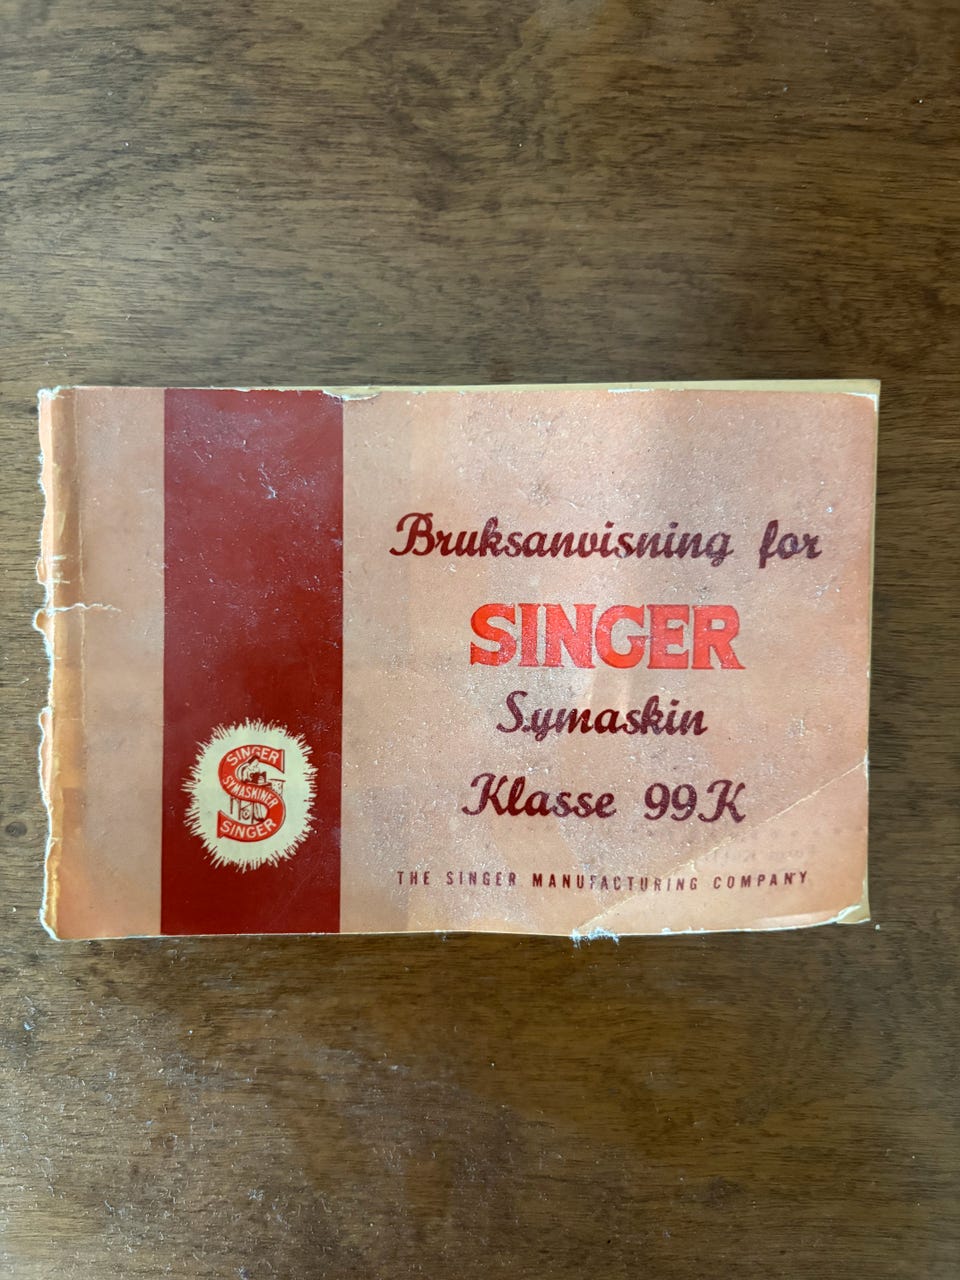 Bruksanvisning for
SINGER
Symaskin
Klasse 99K
THE SINGER MANUFACTURING COMPANY
SINGER
SYMASKINER
SINGER